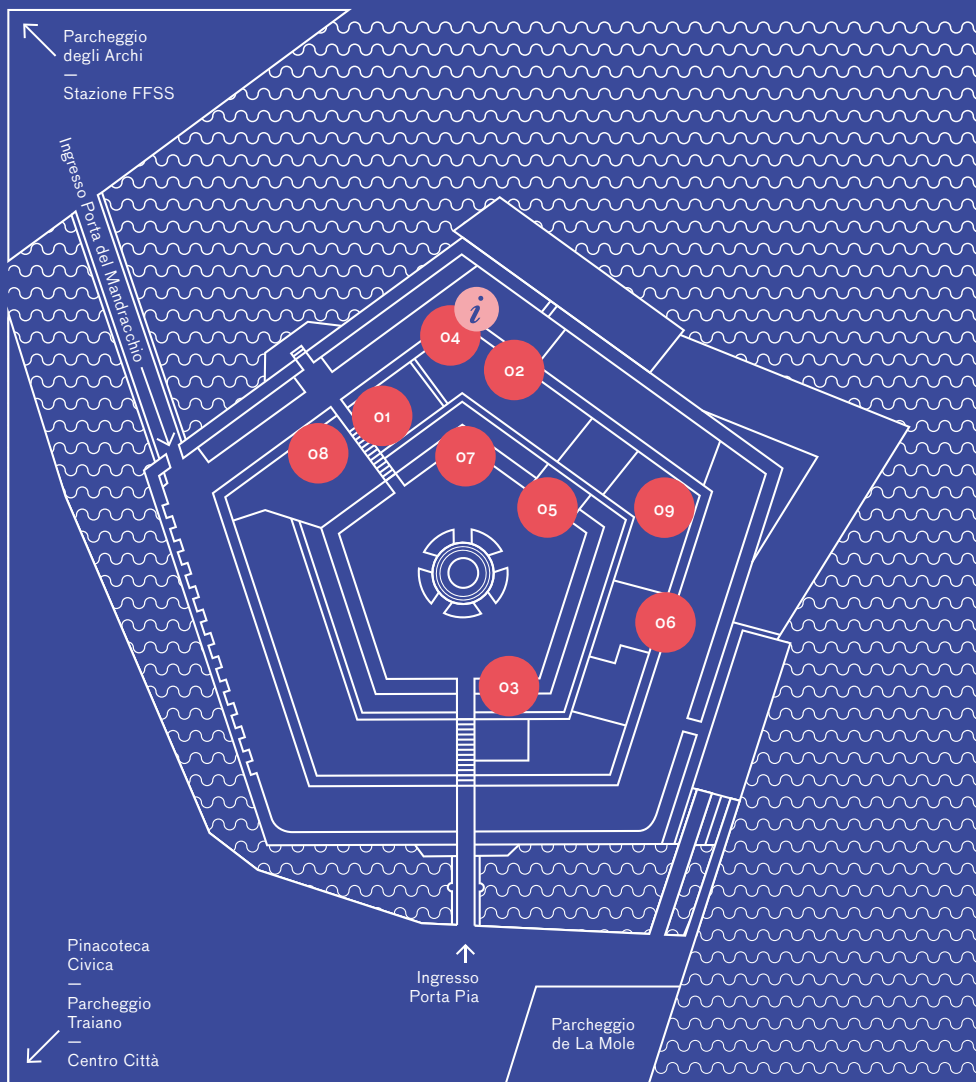 Parcheggio
degli Archi
—
Stazione FFSS
Ingresso Porta del Mandracchio
i
04
02
01
08
07
05
09
06
03
Pinacoteca
Civica
—
Parcheggio
Traiano
—
Centro Città
Ingresso
Porta Pia
Parcheggio
de La Mole